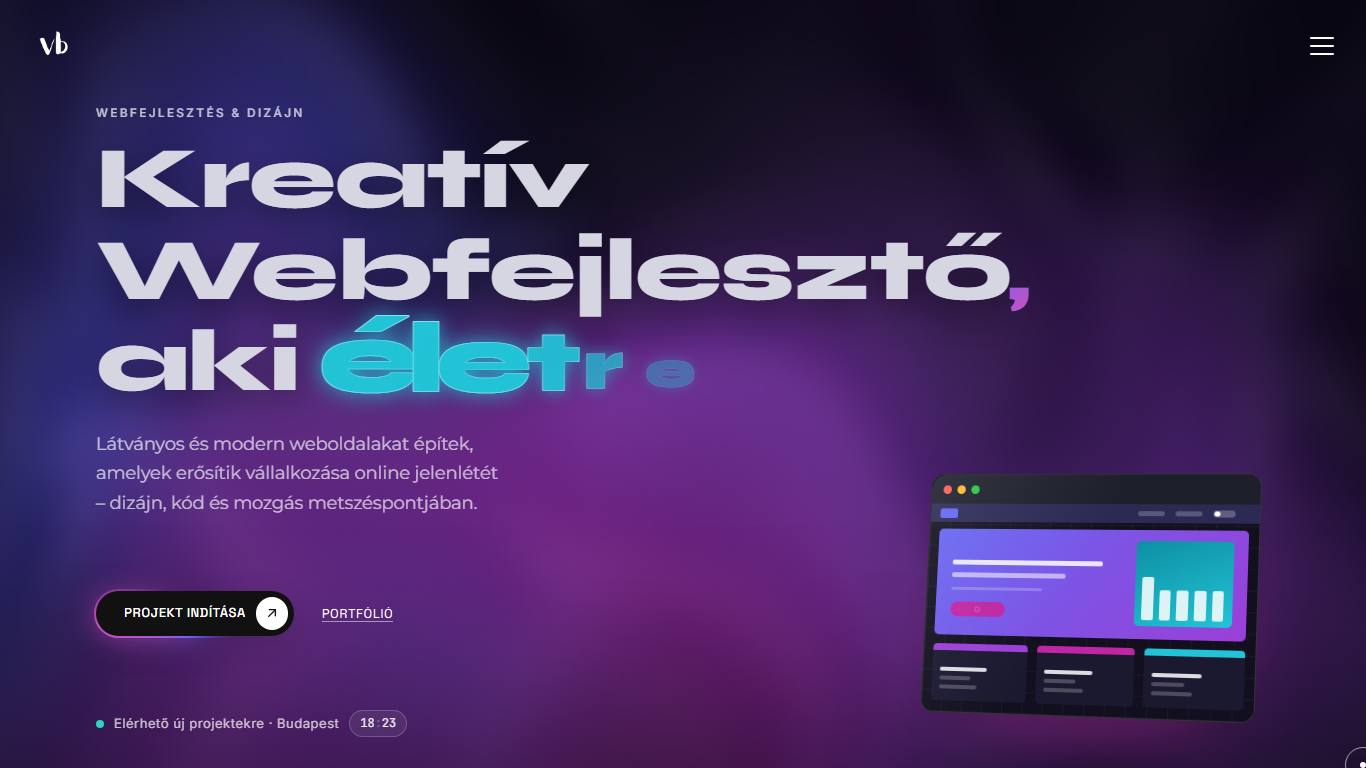 vb
WEBFEJLESZTÉS & DIZÁJN
Kreatív
Webfejlesztő,
aki életre
Látványos és modern weboldalakat építek,
amelyek erősítik vállalkozása online jelenlétét
– dizájn, kód és mozgás metszéspontjában.
PROJEKT INDÍTÁSA
PORTFÓLIÓ
Elérhető új projektekre · Budapest 18:23